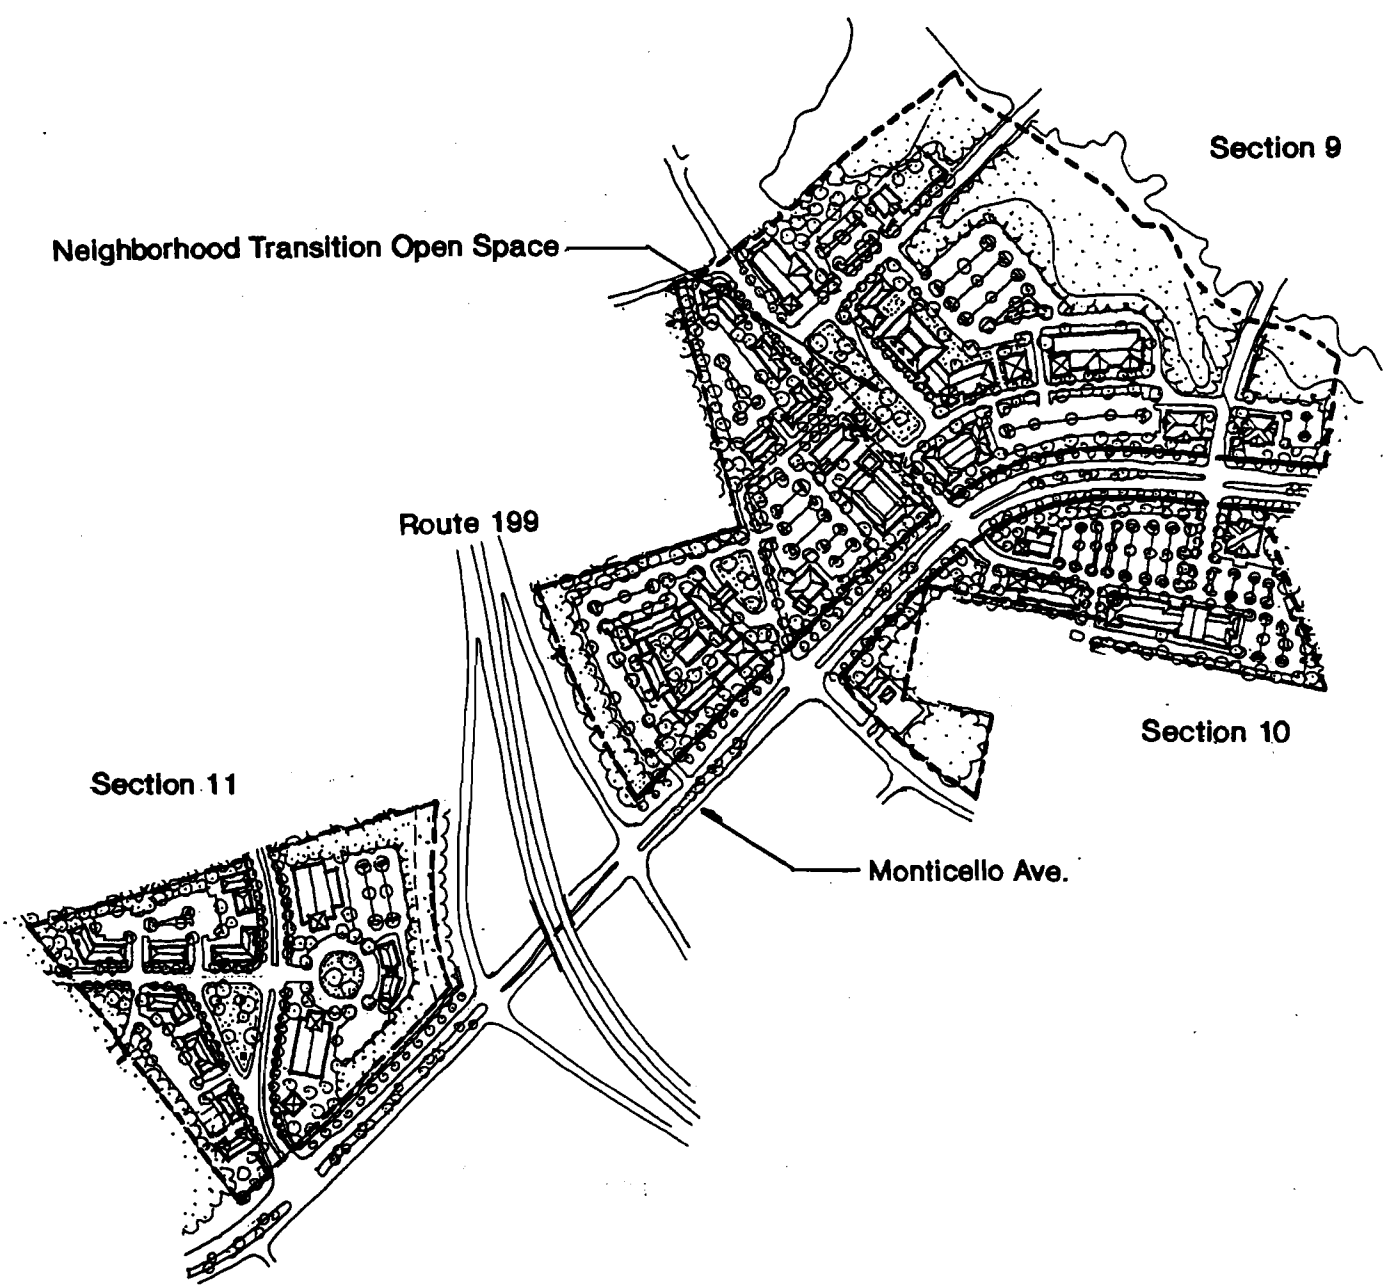 Section 9
Neighborhood Transition Open Space
Route 199
Section 10
Section 11
Monticello Ave.